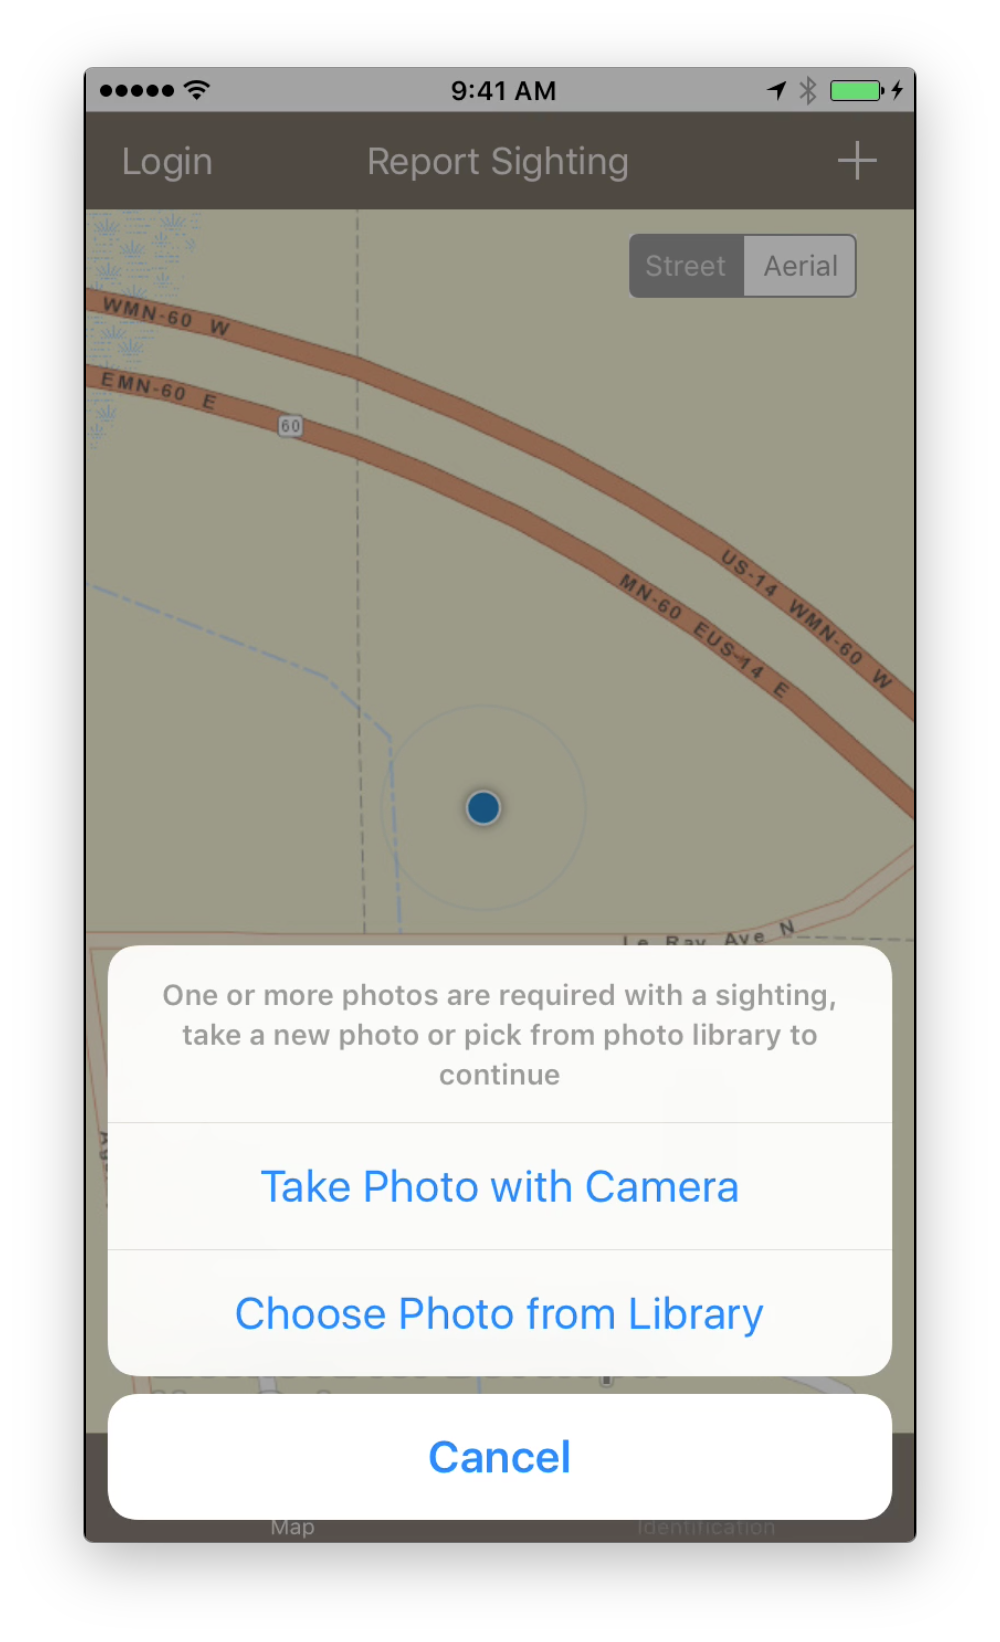 9:41 AM
Login
Report Sighting
Street
Aerial
WMN-60 W
EMN-60 E
60
US-14 WMN-60 W
MN-60 EUS-14 E
Le Ray Ave N
One or more photos are required with a sighting,
take a new photo or pick from photo library to
continue
Take Photo with Camera
Choose Photo from Library
Cancel
Map
Identification